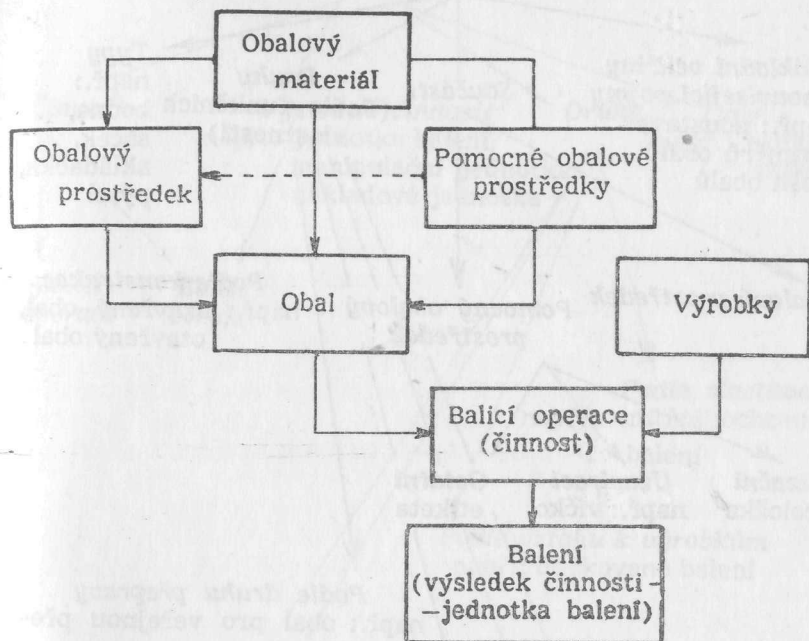 Obalový
materiál
Obalový
prostředek
Pomocné obalové
prostředky
Obal
Výrobky
Balicí operace
(činnost)
Balení
(výsledek činnosti -
—jednotka balení)